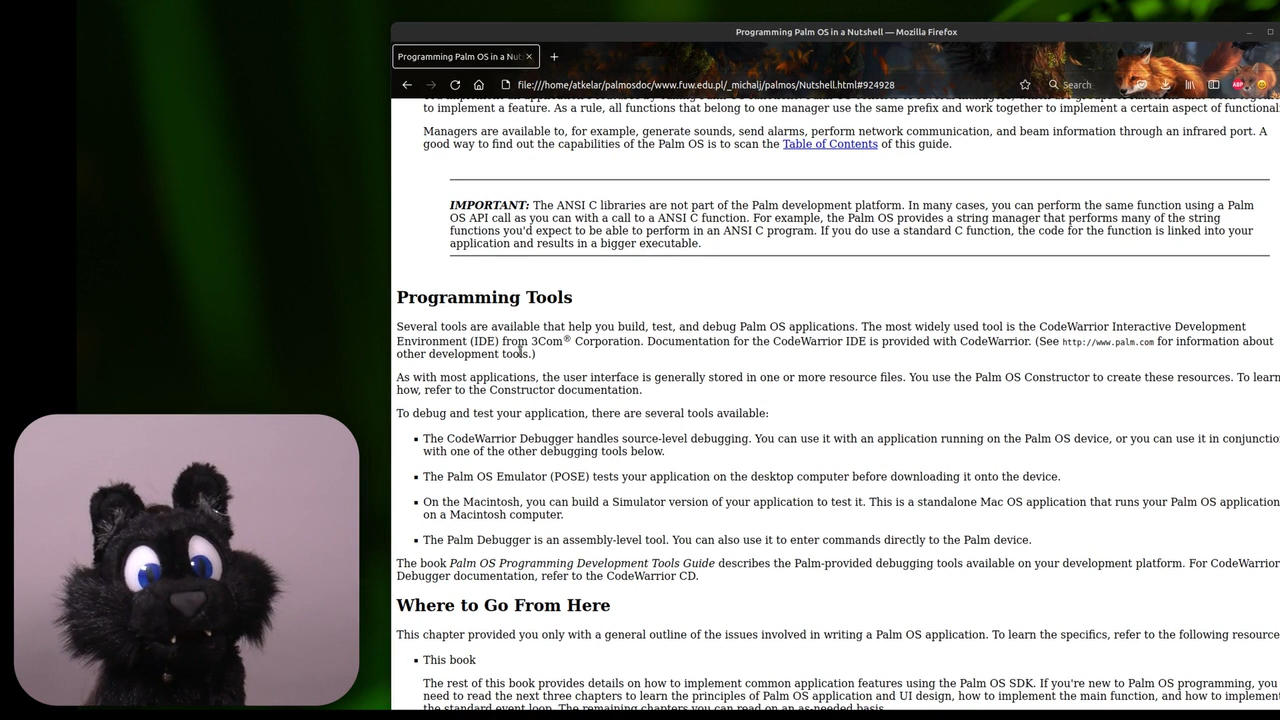 Programming Palm OS in a Nutshell — Mozilla Firefox
Programming Palm OS in a Nut
file:///home/atkelar/palmosdoc/www.fuw.edu.pl/_michalj/palmos/Nutshell.html#924928
Search
ABP
to implement a feature. As a rule, all functions that belong to one manager use the same prefix and work together to implement a certain aspect of functional
Managers are available to, for example, generate sounds, send alarms, perform network communication, and beam information through an infrared port. A
good way to find out the capabilities of the Palm OS is to scan the Table of Contents of this guide.
IMPORTANT: The ANSI C libraries are not part of the Palm development platform. In many cases, you can perform the same function using a Palm
OS API call as you can with a call to a ANSI C function. For example, the Palm OS provides a string manager that performs many of the string
functions you'd expect to be able to perform in an ANSI C program. If you do use a standard C function, the code for the function is linked into your
application and results in a bigger executable.
Programming Tools
Several tools are available that help you build, test, and debug Palm OS applications. The most widely used tool is the CodeWarrior Interactive Development
Environment (IDE) from 3Com® Corporation. Documentation for the CodeWarrior IDE is provided with CodeWarrior. (See http://www.palm.com for information about
other development tools.)
As with most applications, the user interface is generally stored in one or more resource files. You use the Palm OS Constructor to create these resources. To learn
how, refer to the Constructor documentation.
To debug and test your application, there are several tools available:
The CodeWarrior Debugger handles source-level debugging. You can use it with an application running on the Palm OS device, or you can use it in conjunctio
with one of the other debugging tools below.
The Palm OS Emulator (POSE) tests your application on the desktop computer before downloading it onto the device.
On the Macintosh, you can build a Simulator version of your application to test it. This is a standalone Mac OS application that runs your Palm OS application
on a Macintosh computer.
The Palm Debugger is an assembly-level tool. You can also use it to enter commands directly to the Palm device.
The book Palm OS Programming Development Tools Guide describes the Palm-provided debugging tools available on your development platform. For CodeWarrior
Debugger documentation, refer to the CodeWarrior CD.
Where to Go From Here
This chapter provided you only with a general outline of the issues involved in writing a Palm OS application. To learn the specifics, refer to the following resource
This book
The rest of this book provides details on how to implement common application features using the Palm OS SDK. If you're new to Palm OS programming, you
need to read the next three chapters to learn the principles of Palm OS application and UI design, how to implement the main function, and how to implement
the standard event loop. The remaining chapters you can read on an as-needed basis.